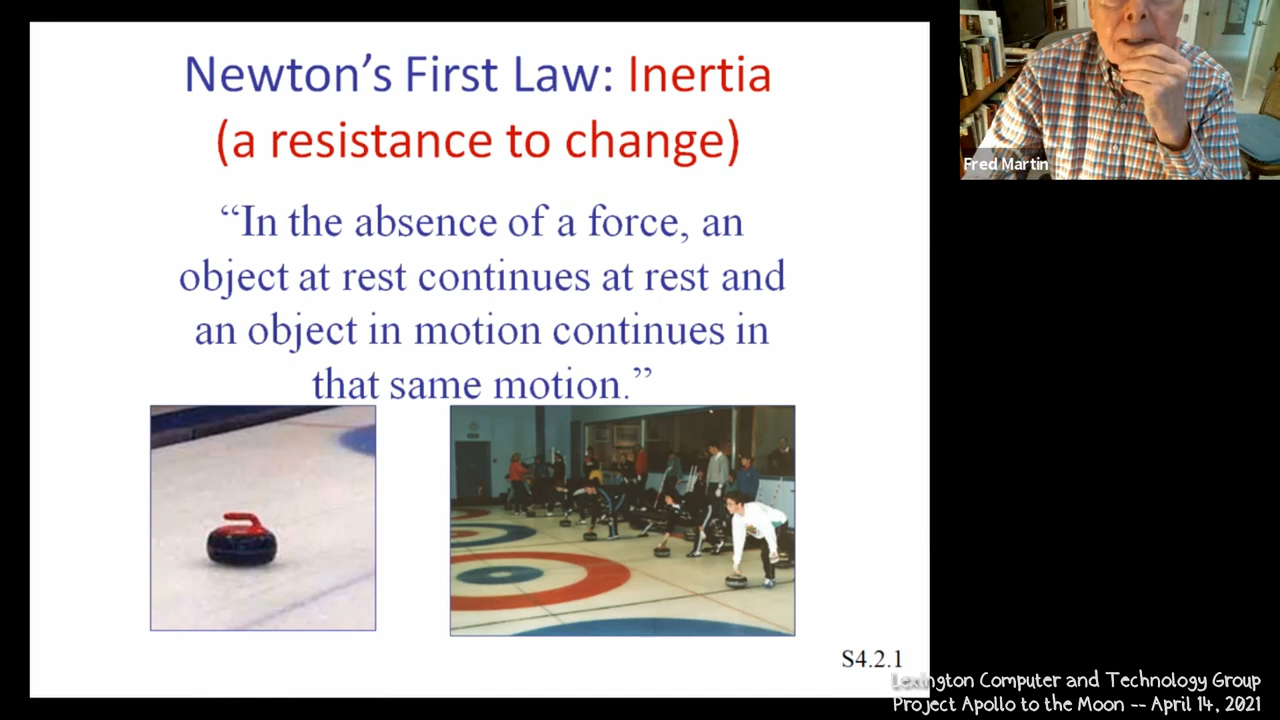 Newton's First Law: Inertia
(a resistance to change)
“In the absence of a force, an
object at rest continues at rest and
an object in motion continues in
that same motion.”
S4.2.1
Fred Martin
Lexington Computer and Technology Group
Project Apollo to the Moon -- April 14, 2021